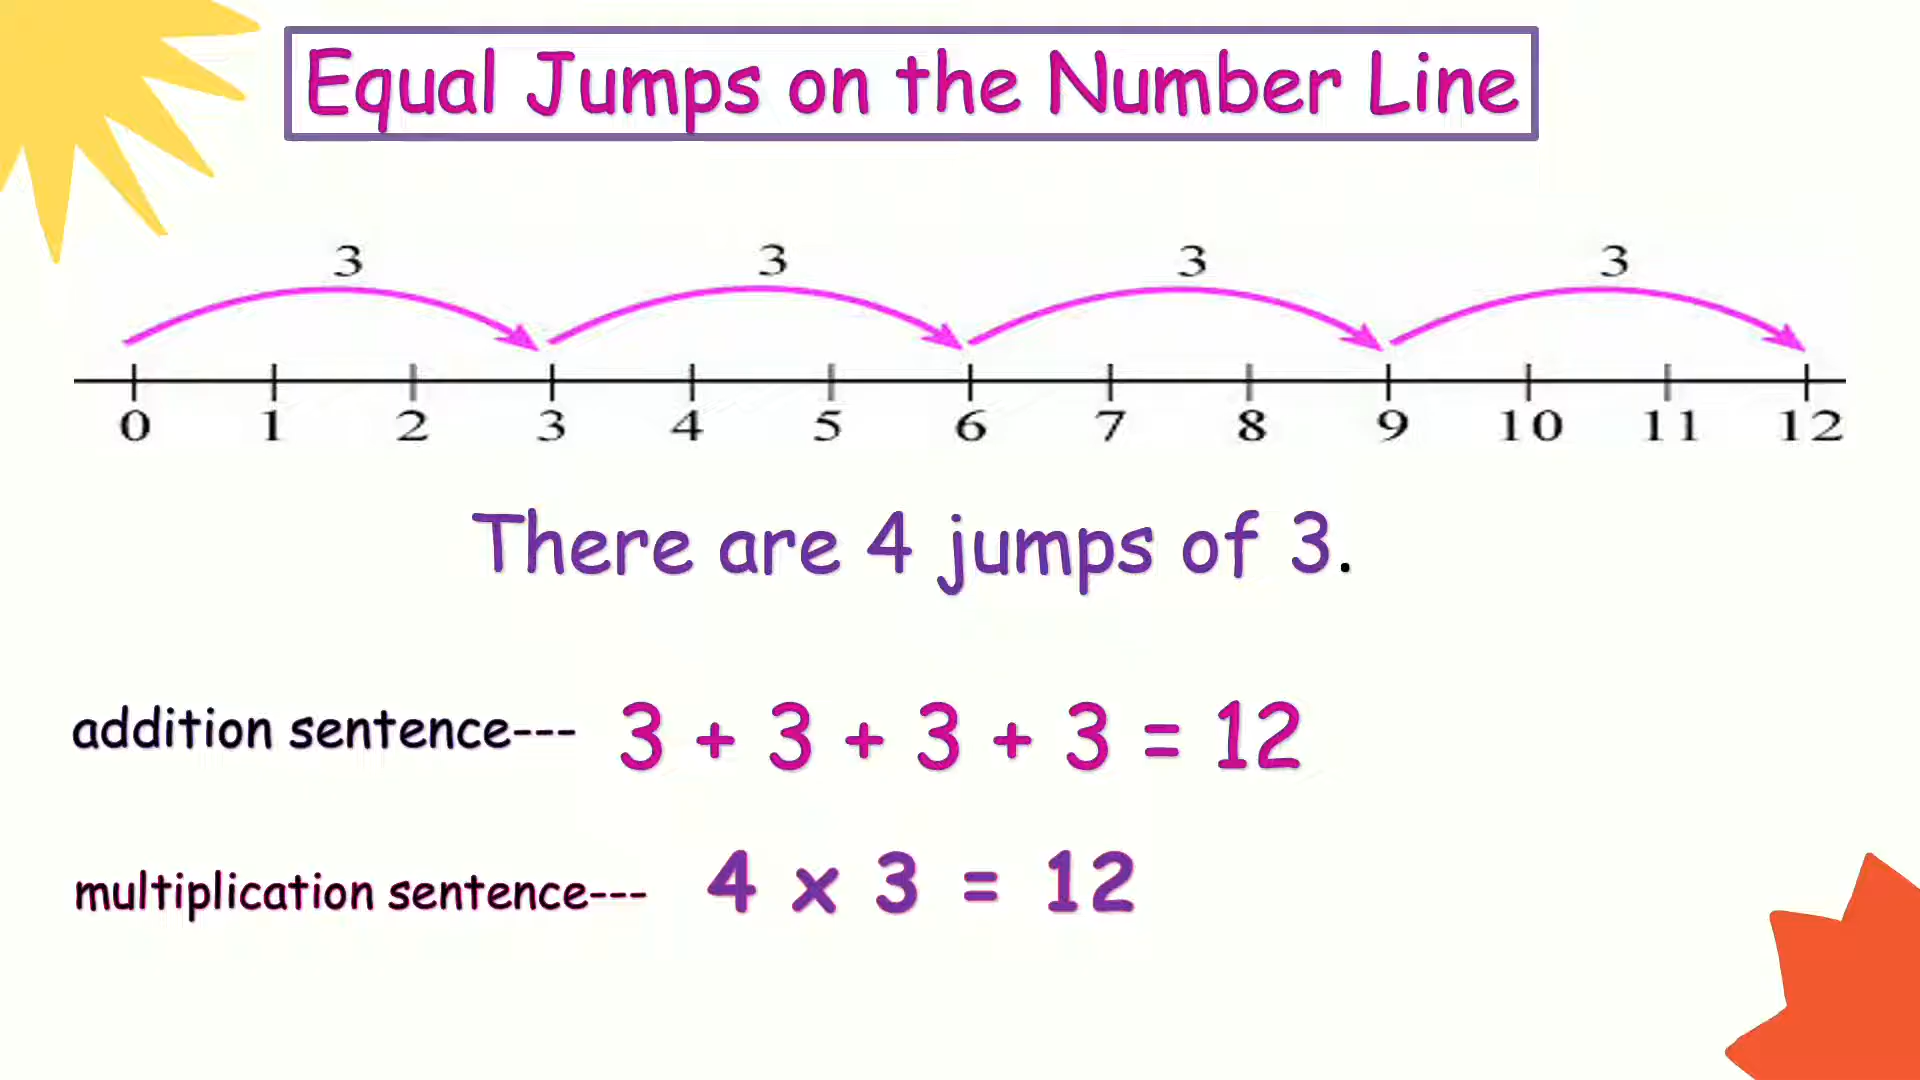 Equal Jumps on the Number Line
3 3 3 3
0 1 2 3 4 5 6 7 8 9 10 11 12
There are 4 jumps of 3.
addition sentence--- 3 + 3 + 3 + 3 = 12
multiplication sentence--- 4 x 3 = 12